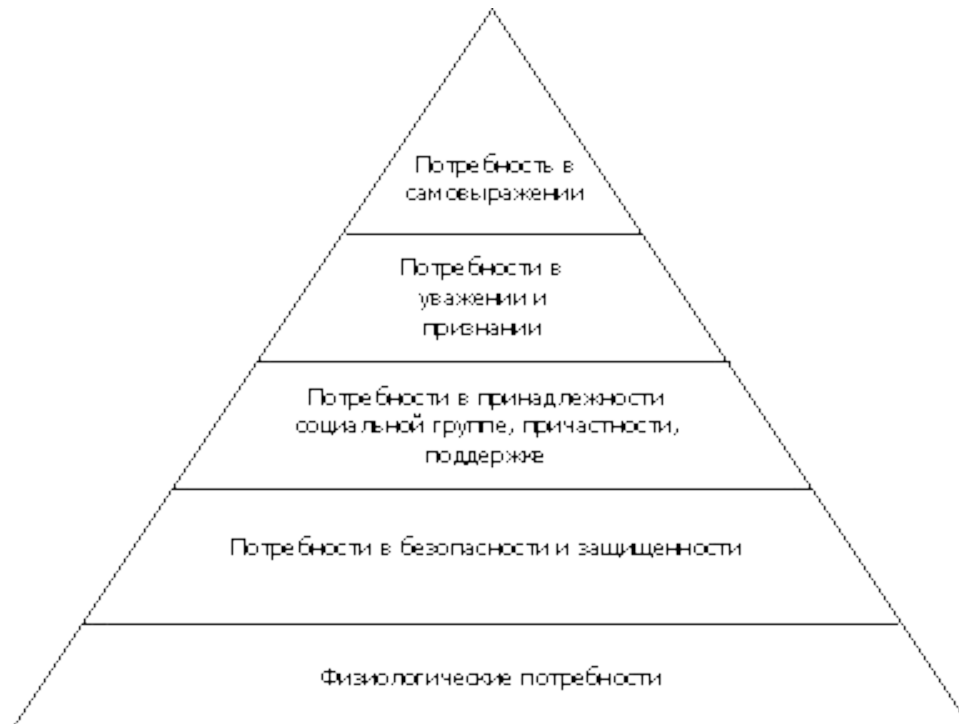 Потребность в
самовыражении
Потребности в
уважении и
признании
Потребности в принадлежности
социальной группе, причастности,
поддержке
Потребности в безопасности и защищенности
Физиологические потребности